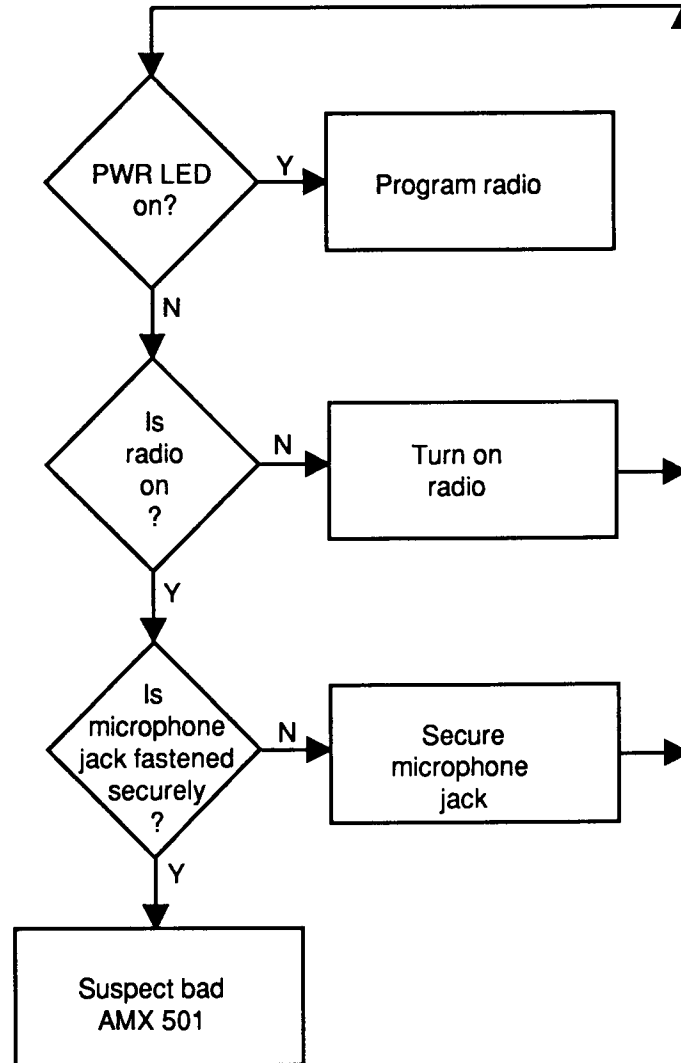 PWR LED
on?
Y
Program radio
N
Is
radio
on
?
N
Turn on
radio
Y
Is
microphone
jack fastened
securely
?
N
Secure
microphone
jack
Y
Suspect bad
AMX 501